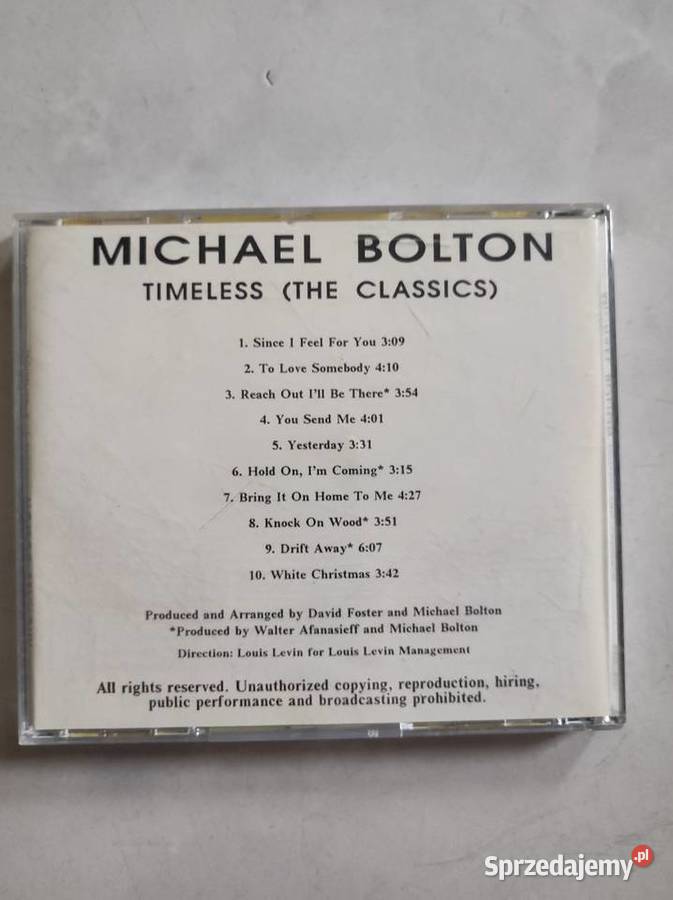 MICHAEL BOLTON
TIMELESS (THE CLASSICS)
1. Since I Feel For You 3:09
2. To Love Somebody 4:10
3. Reach Out I'll Be There* 3:54
4. You Send Me 4:01
5. Yesterday 3:31
6. Hold On, I'm Coming* 3:15
7. Bring It On Home To Me 4:27
8. Knock On Wood* 3:51
9. Drift Away* 6:07
10. White Christmas 3:42
Produced and Arranged by David Foster and Michael Bolton
*Produced by Walter Afanasieff and Michael Bolton
Direction: Louis Levin for Louis Levin Management
All rights reserved. Unauthorized copying, reproduction, hiring,
public performance and broadcasting prohibited.
Sprzedajemy.pl